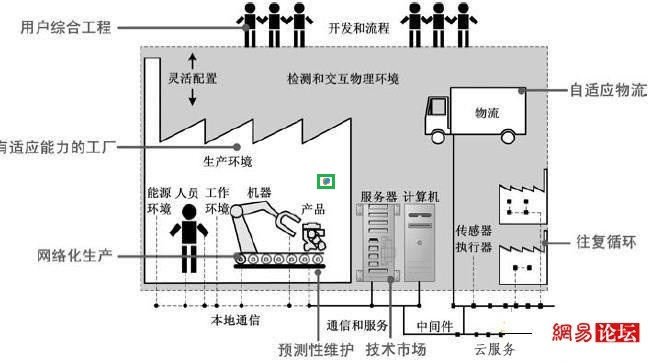 用户综合工程
开发和流程
灵活配置
检测和交互物理环境
自适应物流
物流
有适应能力的工厂
生产环境
能源
环境
人员
工作
环境
机器
产品
服务器
计算机
传感器
执行器
往复循环
网络化生产
本地通信
通信和服务
中间件
云服务
预测性维护
技术市场
網易论坛